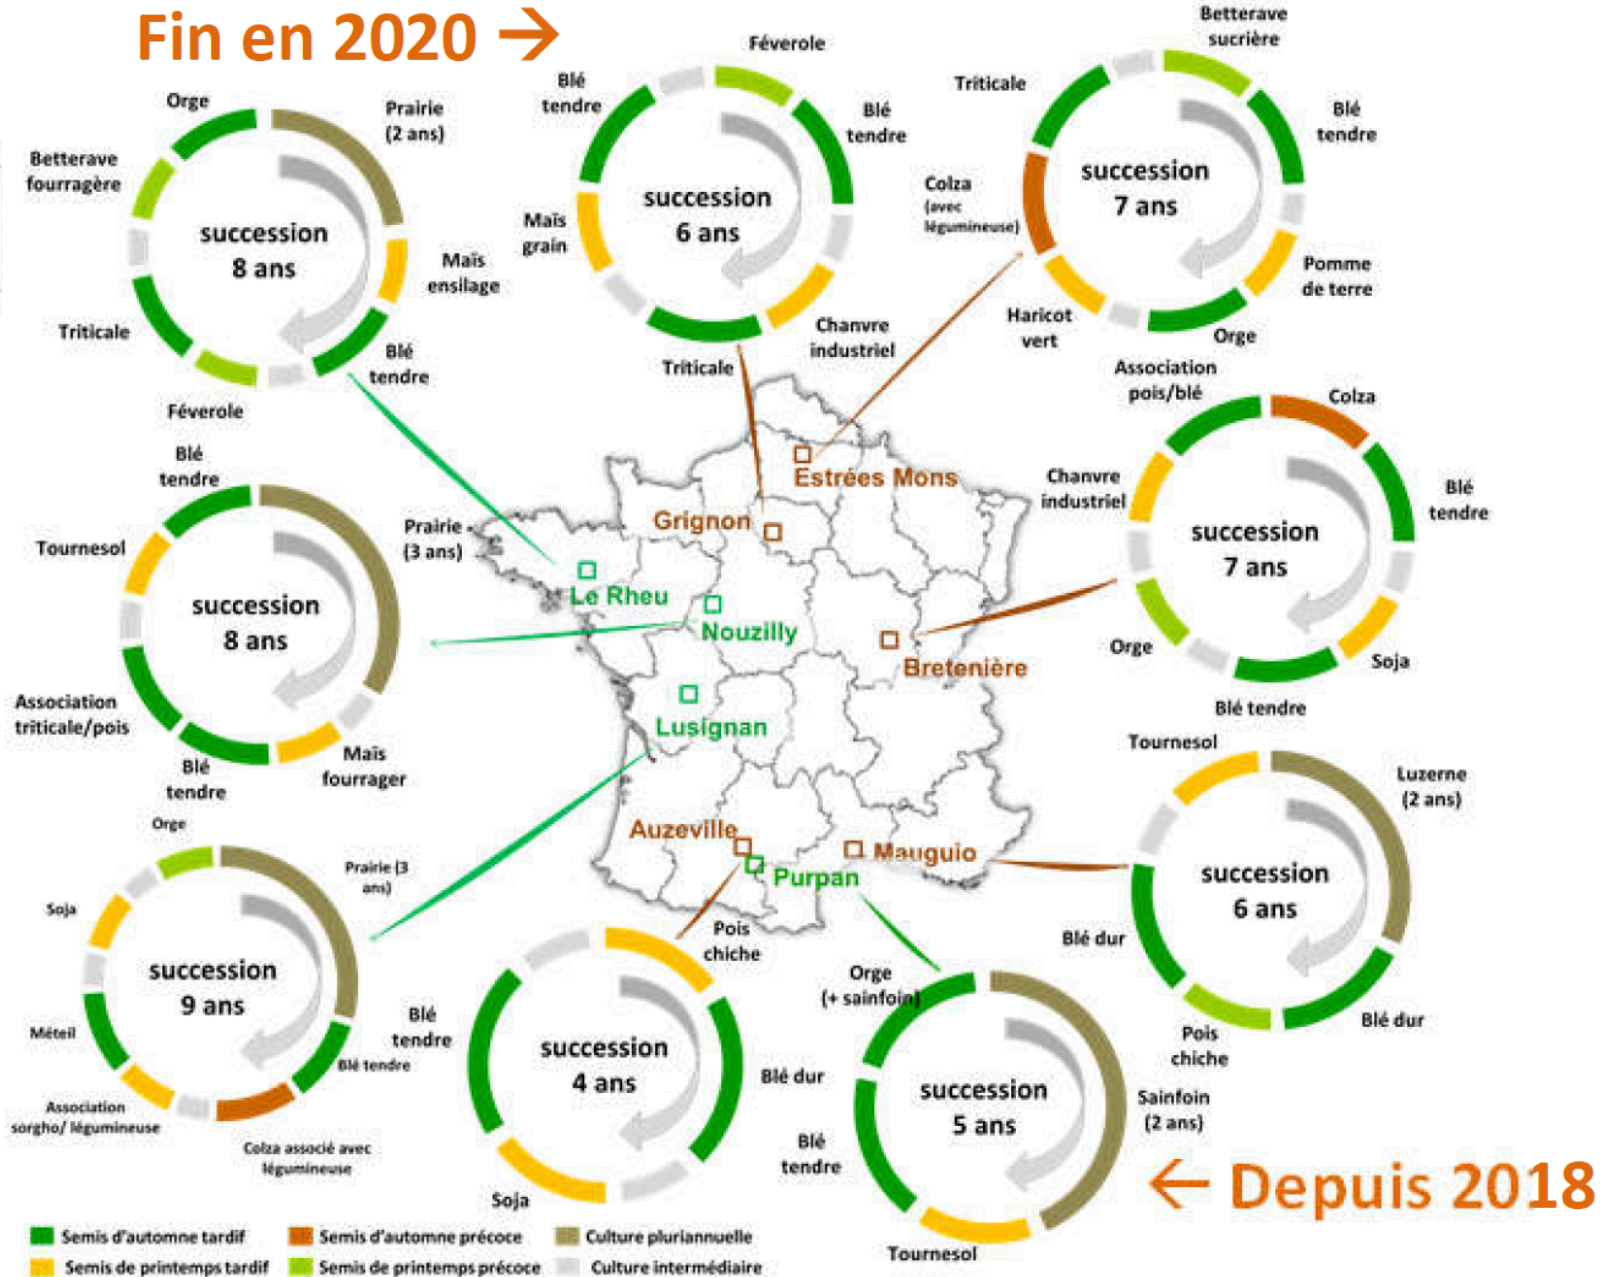 Fin en 2020 →
Orge
Prairie
(2 ans)
Betterave
fourragère
succession
8 ans
Maïs
ensilage
Triticale
Blé
tendre
Féverole
Féverole
Blé
tendre
Blé
tendre
succession
6 ans
Maïs
grain
Chanvre
industriel
Triticale
Betterave
sucrière
Triticale
Blé
tendre
succession
7 ans
Colza
(avec
légumineuse)
Pomme
de terre
Haricot
vert
Orge
Association
pois/blé
Colza
Chanvre
industriel
Blé
tendre
succession
7 ans
Orge
Soja
Blé tendre
Blé
tendre
Prairie
(3 ans)
Tournesol
succession
8 ans
Association
triticale/pois
Blé
tendre
Maïs
fourrager
Estrées Mons
Grignon
Le Rheu
Nouzilly
Bretenière
Lusignan
Auzeville
Mauguio
Purpan
Tournesol
Luzerne
(2 ans)
succession
6 ans
Blé dur
Pois
chiche
Blé dur
Orge
Prairie (3
ans)
Soja
succession
9 ans
Méteil
Blé tendre
Association
sorgho/ légumineuse
Colza associé avec
légumineuse
Pois
chiche
Blé
tendre
succession
4 ans
Blé dur
Soja
Orge
(+ sainfoin)
succession
5 ans
Sainfoin
(2 ans)
Blé
tendre
Tournesol
← Depuis 2018
Semis d'automne tardif
Semis d'automne précoce
Culture pluriannuelle
Semis de printemps tardif
Semis de printemps précoce
Culture intermédiaire